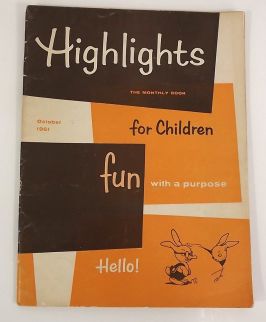 Highlights
THE MONTHLY BOOK
October
1961
for Children
fun with a purpose
Hello!